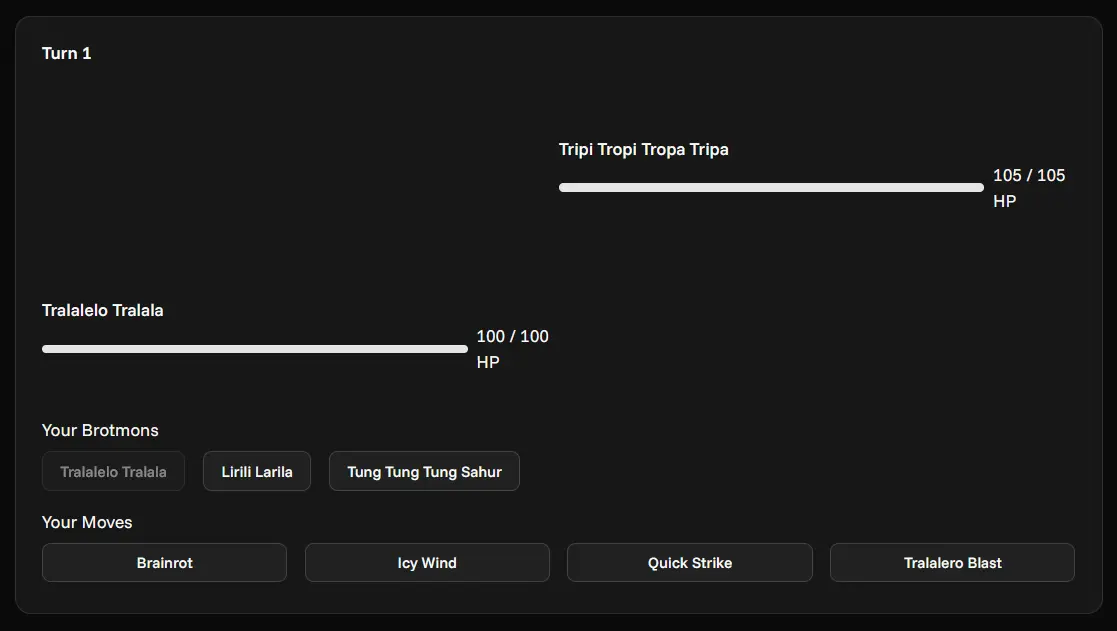 Turn 1
Tripi Tropi Tropa Tripa
105 / 105
HP
Tralalelo Tralala
100 / 100
HP
Your Brotmons
Tralalelo Tralala Lirili Larila Tung Tung Tung Sahur
Your Moves
Brainrot Icy Wind Quick Strike Tralalero Blast